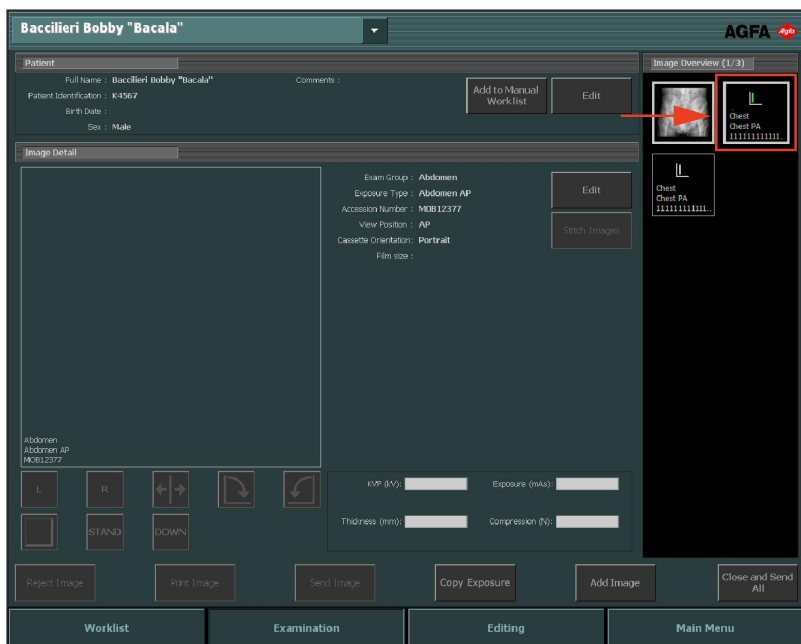 Baccilieri Bobby "Bacala"
AGFA Agfa
Patient
Full Name : Baccilieri Bobby "Bacala"
Comments :
Patient Identification : K4567
Birth Date :
Sex : Male
Add to Manual
Worklist
Edit
Image Overview (1/3)
Chest
Chest PA
111111111111...
Chest
Chest PA
111111111111...
Image Detail
Exam Group : Abdomen
Exposure Type : Abdomen AP
Accession Number : MOB12377
View Position : AP
Cassette Orientation: Portrait
Film size :
Edit
Stitch Images
Abdomen
Abdomen AP
MOB12377
L
R
STAND
DOWN
KVP (kV):
Exposure (mAs):
Thickness (mm):
Compression (N):
Reject Image
Print Image
Send Image
Copy Exposure
Add Image
Close and Send
All
Worklist
Examination
Editing
Main Menu